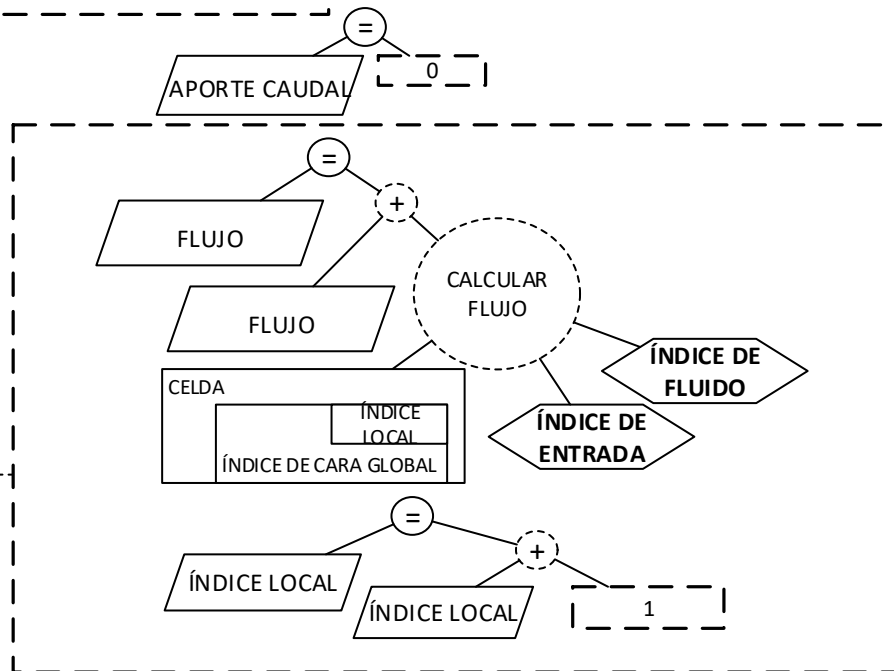 =
APORTE CAUDAL
0
=
+
FLUJO
FLUJO
CALCULAR
FLUJO
ÍNDICE DE
FLUIDO
CELDA
ÍNDICE
LOCAL
ÍNDICE DE CARA GLOBAL
ÍNDICE DE
ENTRADA
=
+
ÍNDICE LOCAL
ÍNDICE LOCAL
1